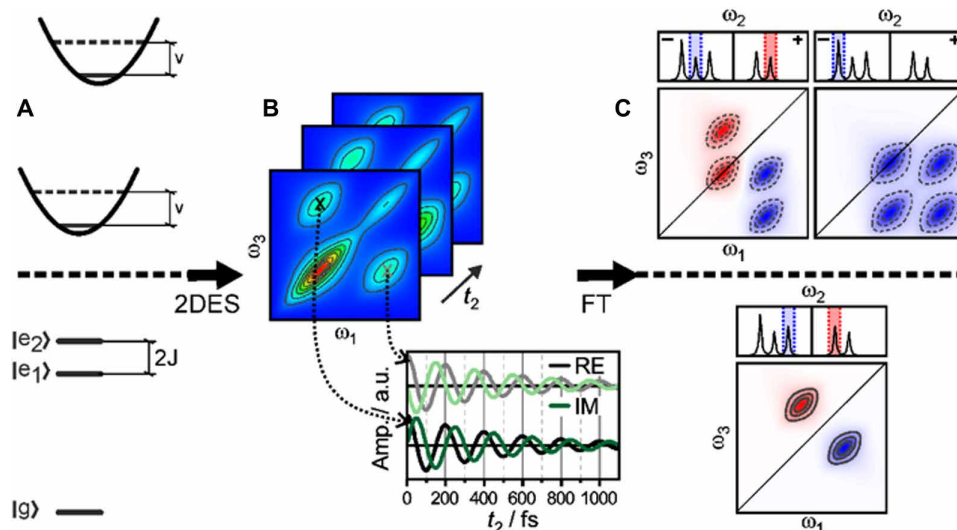 A
v
v
|e2⟩
|e1⟩
2J
|g⟩
2DES
B
ω3
ω1
t2
x
x
Amp. / a.u.
RE
IM
0 200 400 600 800 1000
t2 / fs
FT
C
ω2
ω2
− +
− +
ω3
ω1
ω2
ω3
ω1